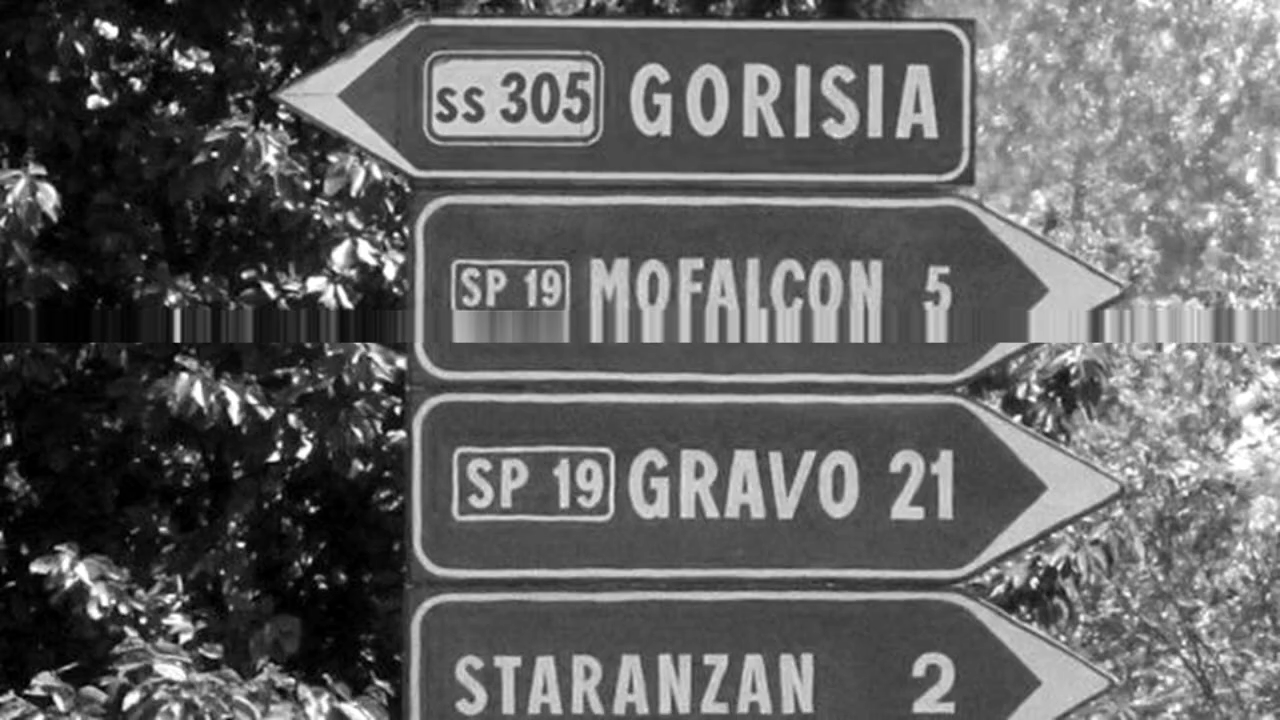 ss 305 GORISIA
SP 19 MOFALCON 5
SP 19 GRAVO 21
STARANZAN 2